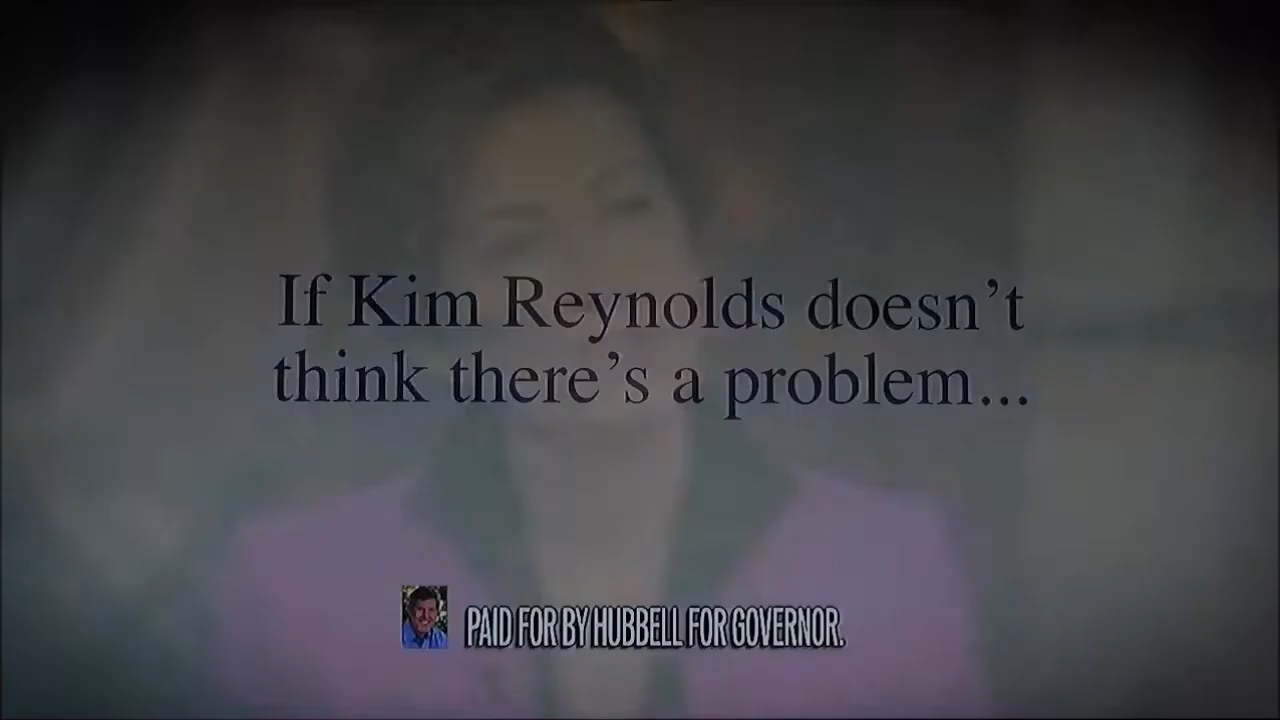 If Kim Reynolds doesn’t
think there’s a problem...
PAID FOR BY HUBBELL FOR GOVERNOR.